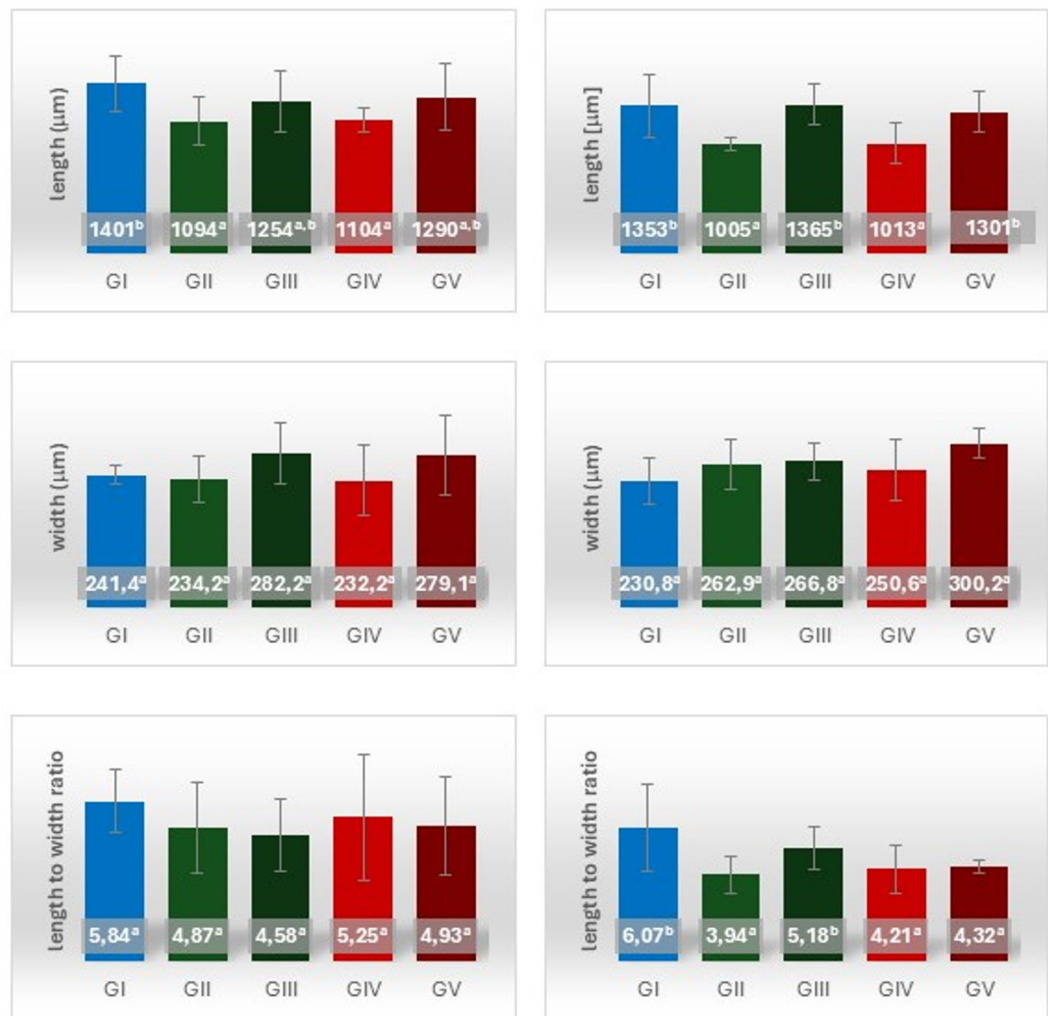 length (µm)
1401ᵇ 1094ᵃ 1254ᵃ,ᵇ 1104ᵃ 1290ᵃ,ᵇ
GI GII GIII GIV GV
length [µm]
1353ᵇ 1005ᵃ 1365ᵇ 1013ᵃ 1301ᵇ
GI GII GIII GIV GV
width (µm)
241,4ᵃ 234,2ᵃ 282,2ᵃ 232,2ᵃ 279,1ᵃ
GI GII GIII GIV GV
width (µm)
230,8ᵃ 262,9ᵃ 266,8ᵃ 250,6ᵃ 300,2ᵃ
GI GII GIII GIV GV
length to width ratio
5,84ᵃ 4,87ᵃ 4,58ᵃ 5,25ᵃ 4,93ᵃ
GI GII GIII GIV GV
length to width ratio
6,07ᵇ 3,94ᵃ 5,18ᵇ 4,21ᵃ 4,32ᵃ
GI GII GIII GIV GV